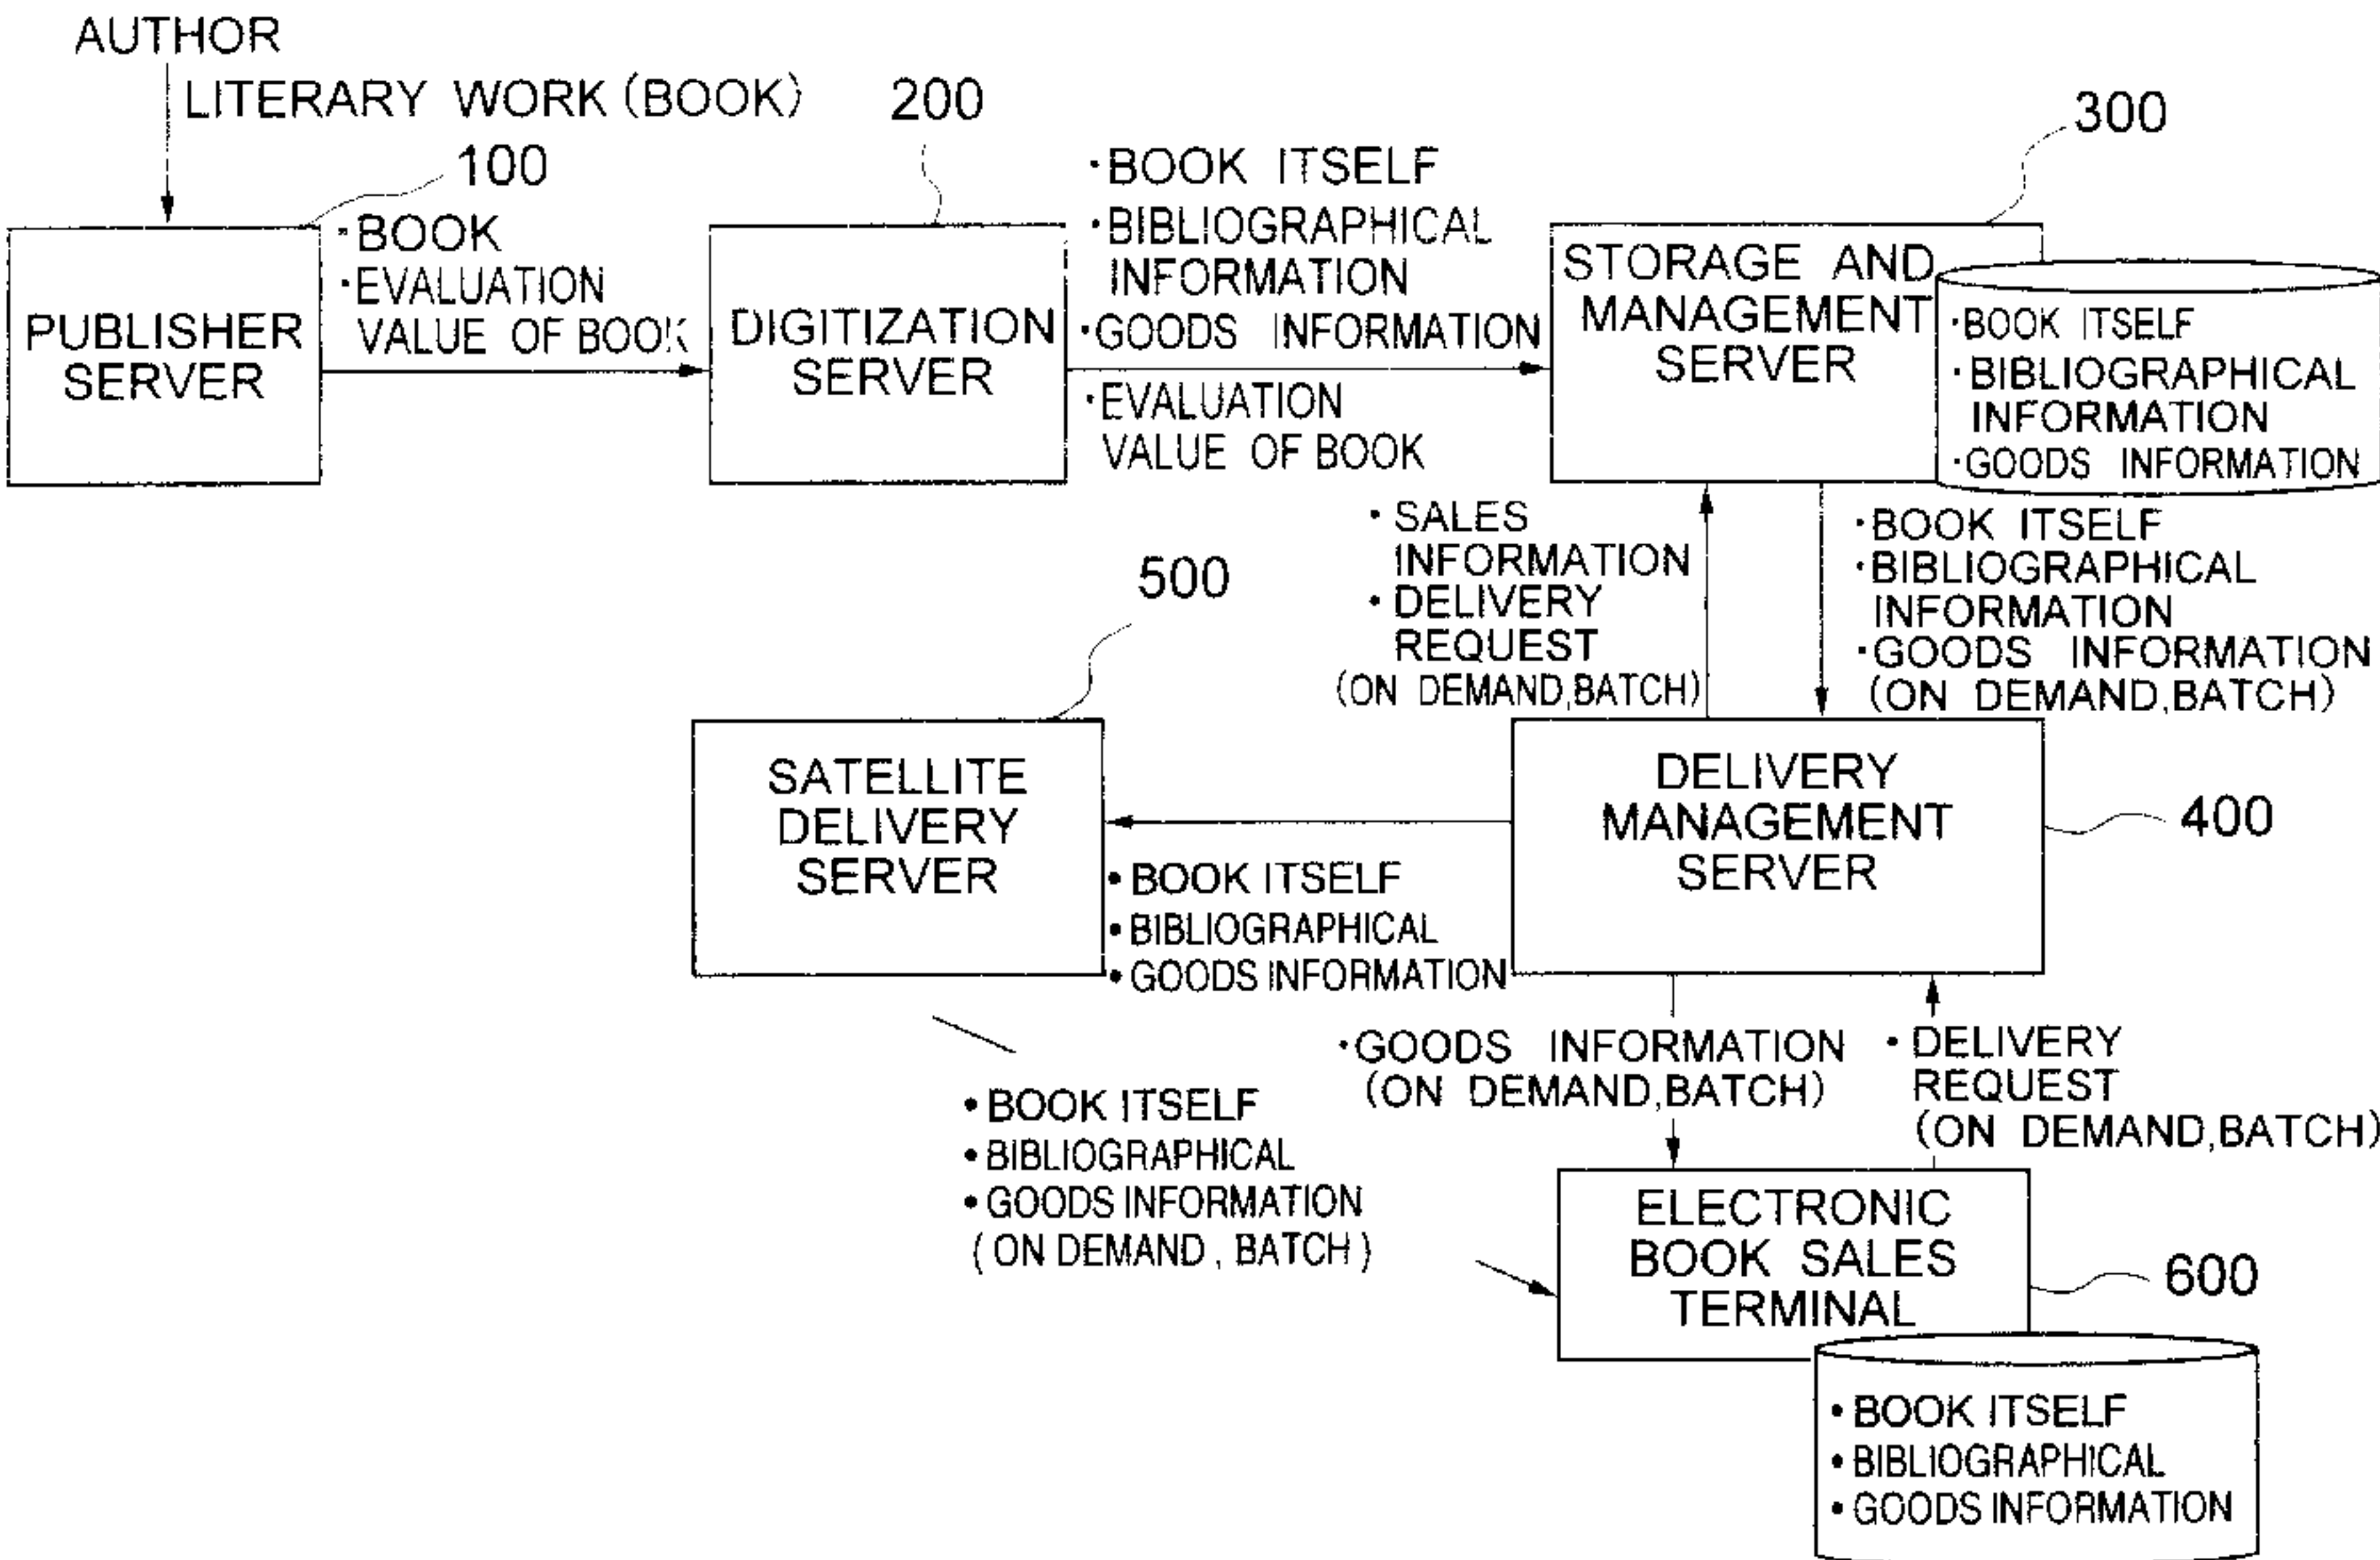 AUTHOR
LITERARY WORK (BOOK)
100
200
300
PUBLISHER
SERVER
·BOOK
·EVALUATION
VALUE OF BOOK
DIGITIZATION
SERVER
·BOOK ITSELF
·BIBLIOGRAPHICAL
INFORMATION
·GOODS INFORMATION
·EVALUATION
VALUE OF BOOK
STORAGE AND
MANAGEMENT
SERVER
·BOOK ITSELF
·BIBLIOGRAPHICAL
INFORMATION
·GOODS INFORMATION
·SALES
INFORMATION
·DELIVERY
REQUEST
(ON DEMAND,BATCH)
·BOOK ITSELF
·BIBLIOGRAPHICAL
INFORMATION
·GOODS INFORMATION
(ON DEMAND,BATCH)
500
SATELLITE
DELIVERY
SERVER
DELIVERY
MANAGEMENT
SERVER
400
•BOOK ITSELF
•BIBLIOGRAPHICAL
•GOODS INFORMATION
·GOODS INFORMATION
(ON DEMAND,BATCH)
·DELIVERY
REQUEST
(ON DEMAND,BATCH)
•BOOK ITSELF
•BIBLIOGRAPHICAL
•GOODS INFORMATION
(ON DEMAND, BATCH)
ELECTRONIC
BOOK SALES
TERMINAL
600
•BOOK ITSELF
•BIBLIOGRAPHICAL
•GOODS INFORMATION